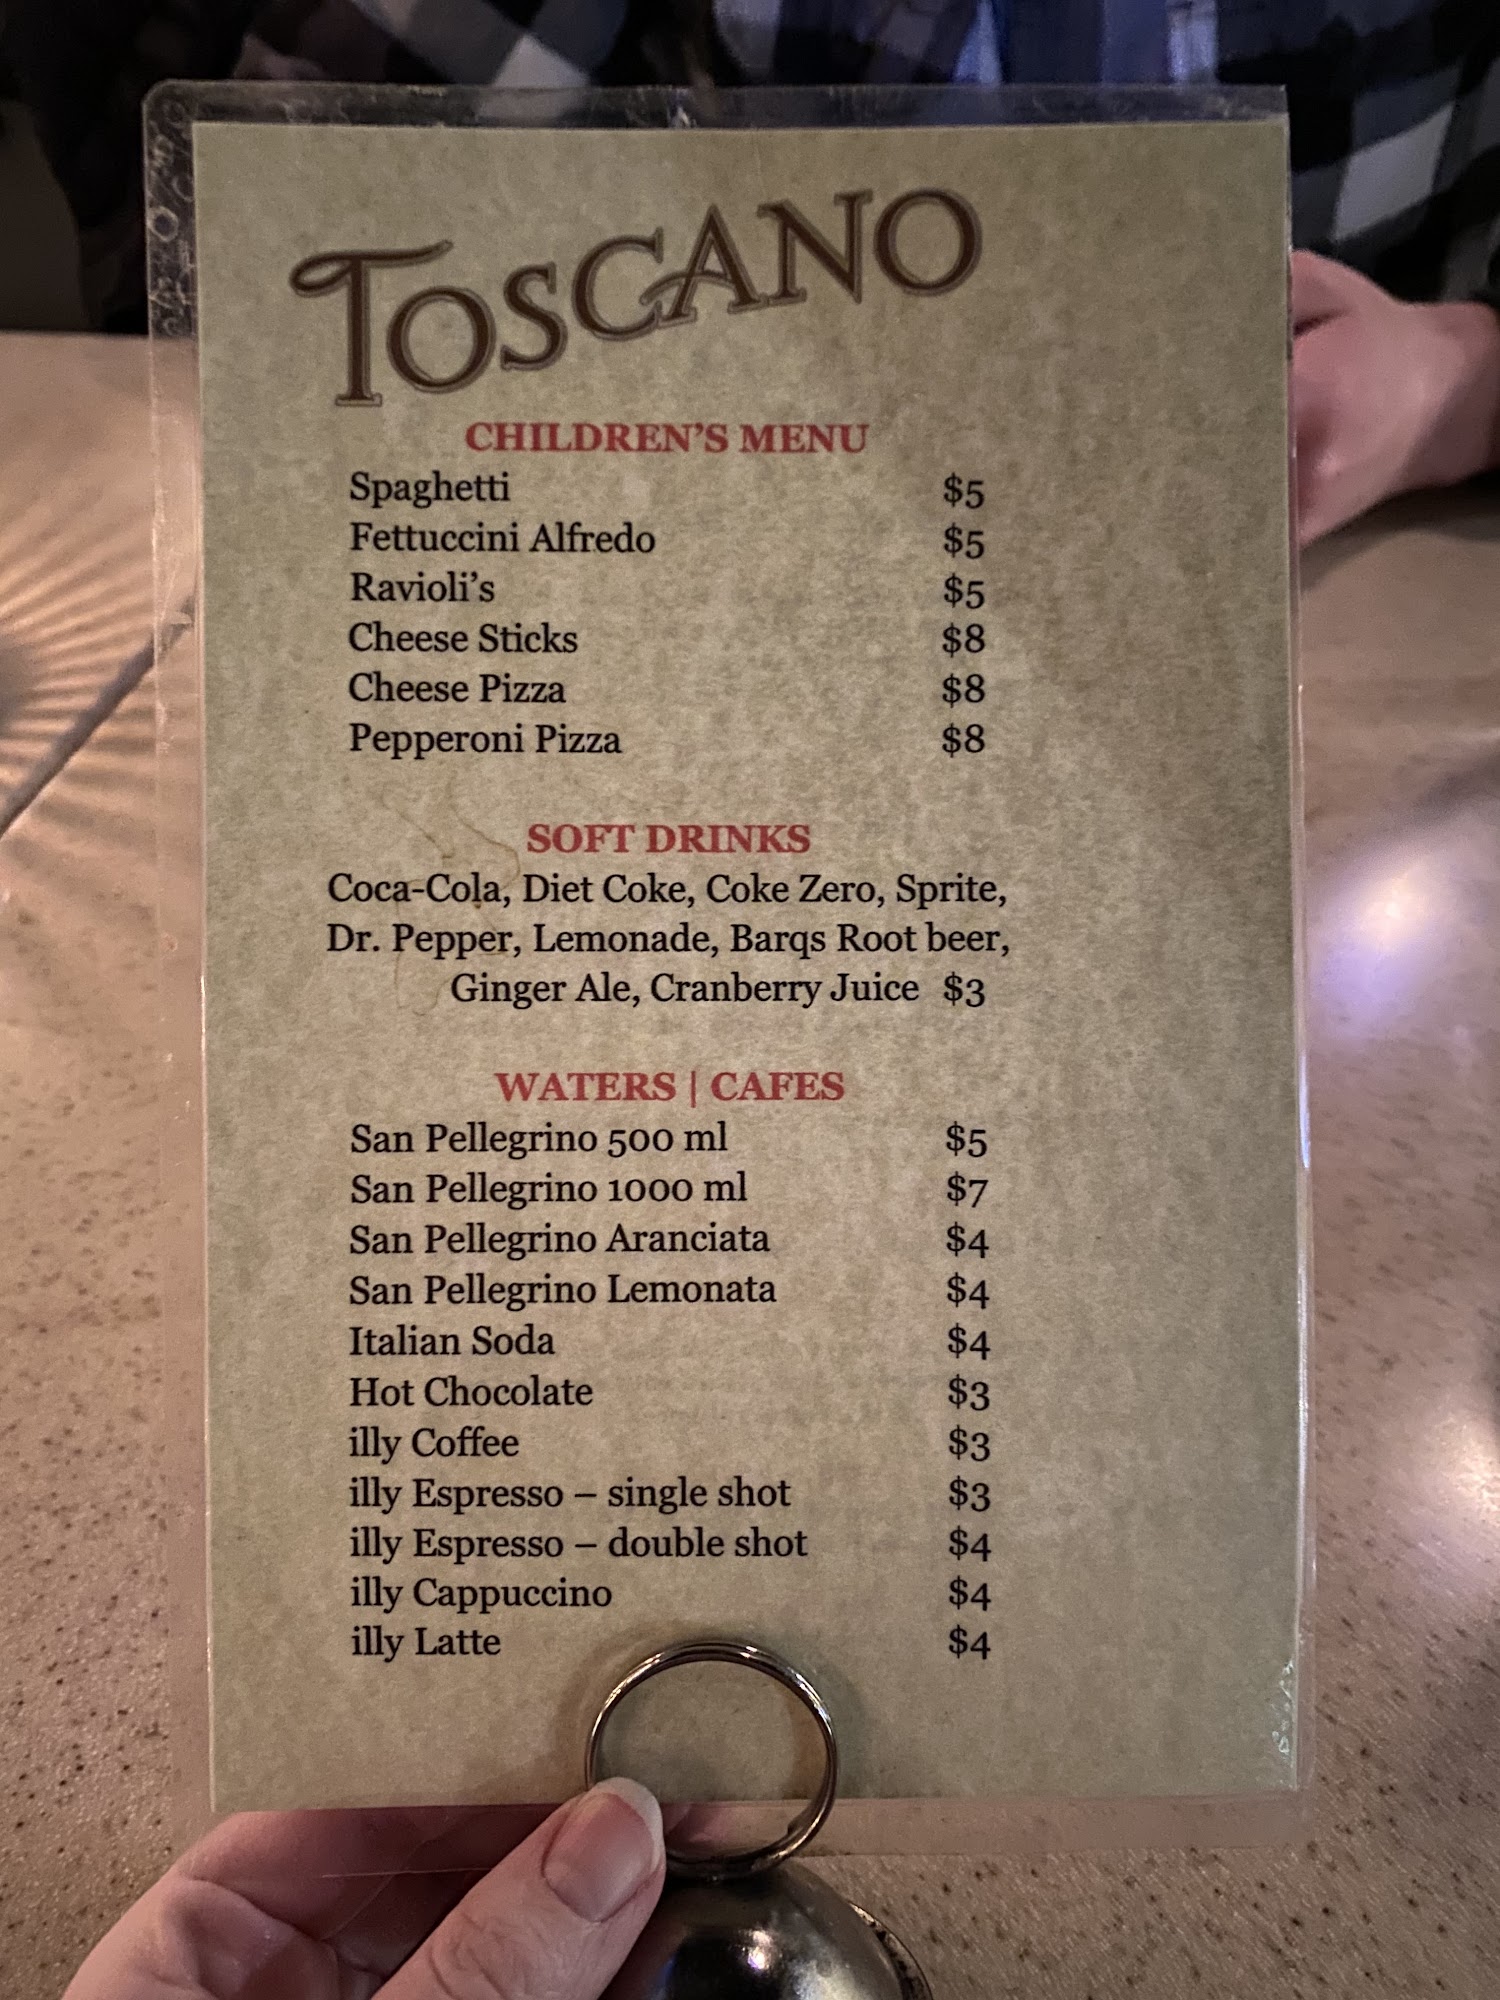 TOSCANO
CHILDREN'S MENU
Spaghetti $5
Fettuccini Alfredo $5
Ravioli's $5
Cheese Sticks $8
Cheese Pizza $8
Pepperoni Pizza $8
SOFT DRINKS
Coca-Cola, Diet Coke, Coke Zero, Sprite,
Dr. Pepper, Lemonade, Barqs Root beer,
Ginger Ale, Cranberry Juice $3
WATERS | CAFES
San Pellegrino 500 ml $5
San Pellegrino 1000 ml $7
San Pellegrino Aranciata $4
San Pellegrino Lemonata $4
Italian Soda $4
Hot Chocolate $3
illy Coffee $3
illy Espresso – single shot $3
illy Espresso – double shot $4
illy Cappuccino $4
illy Latte $4